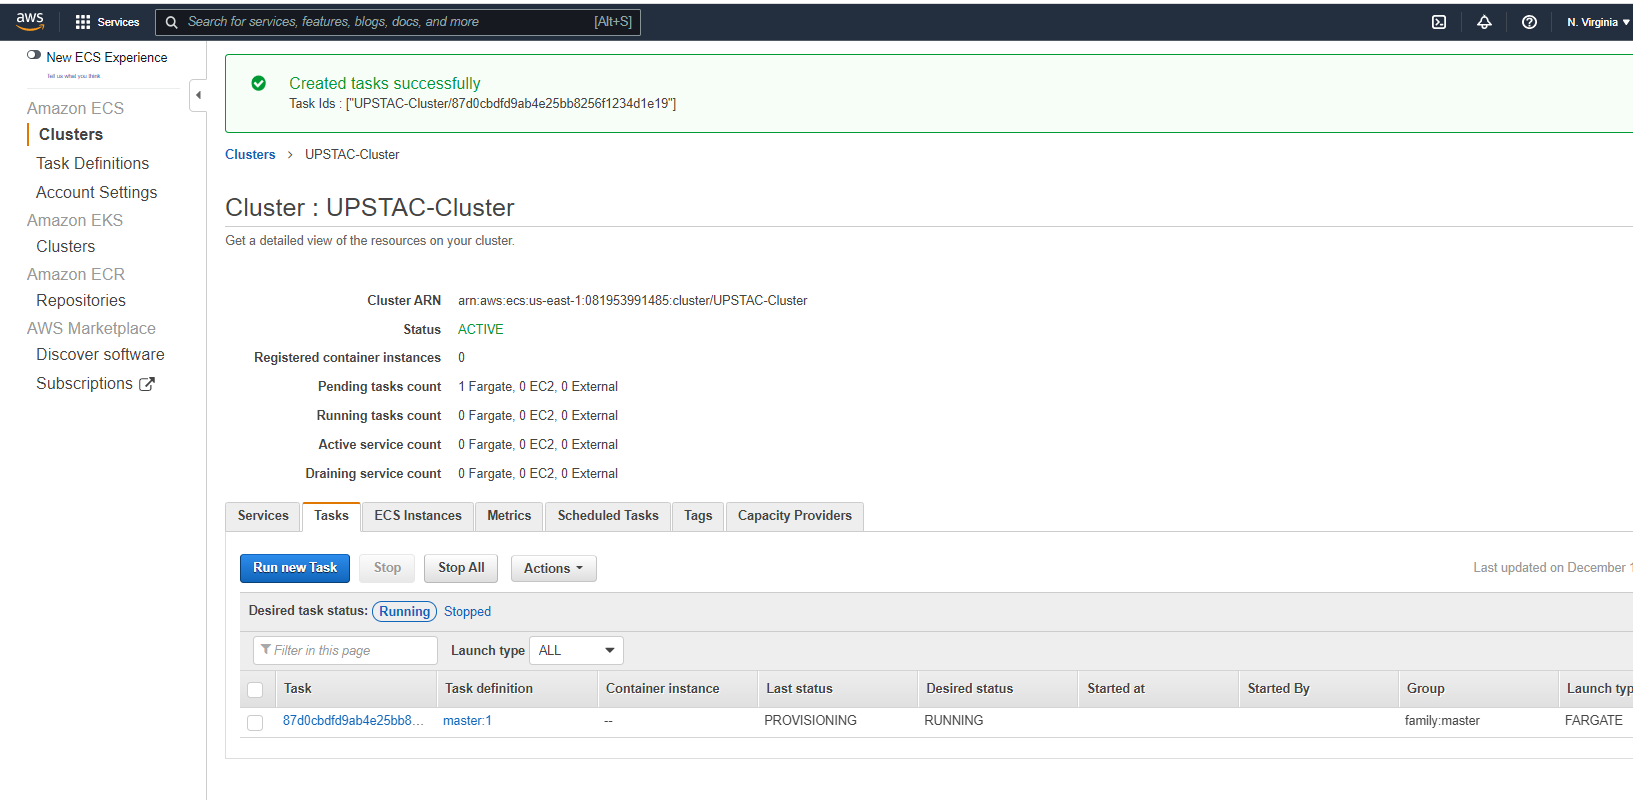 aws Services Search for services, features, blogs, docs, and more [Alt+S] N. Virginia
New ECS Experience
Tell us what you think
Amazon ECS
Clusters
Task Definitions
Account Settings
Amazon EKS
Clusters
Amazon ECR
Repositories
AWS Marketplace
Discover software
Subscriptions
Created tasks successfully
Task Ids : ["UPSTAC-Cluster/87d0cbdfd9ab4e25bb8256f1234d1e19"]
Clusters > UPSTAC-Cluster
Cluster : UPSTAC-Cluster
Get a detailed view of the resources on your cluster.
Cluster ARN arn:aws:ecs:us-east-1:081953991485:cluster/UPSTAC-Cluster
Status ACTIVE
Registered container instances 0
Pending tasks count 1 Fargate, 0 EC2, 0 External
Running tasks count 0 Fargate, 0 EC2, 0 External
Active service count 0 Fargate, 0 EC2, 0 External
Draining service count 0 Fargate, 0 EC2, 0 External
Services Tasks ECS Instances Metrics Scheduled Tasks Tags Capacity Providers
Run new Task Stop Stop All Actions Last updated on December 1
Desired task status: Running Stopped
Filter in this page Launch type ALL
Task Task definition Container instance Last status Desired status Started at Started By Group Launch typ
87d0cbdfd9ab4e25bb8... master:1 -- PROVISIONING RUNNING family:master FARGATE